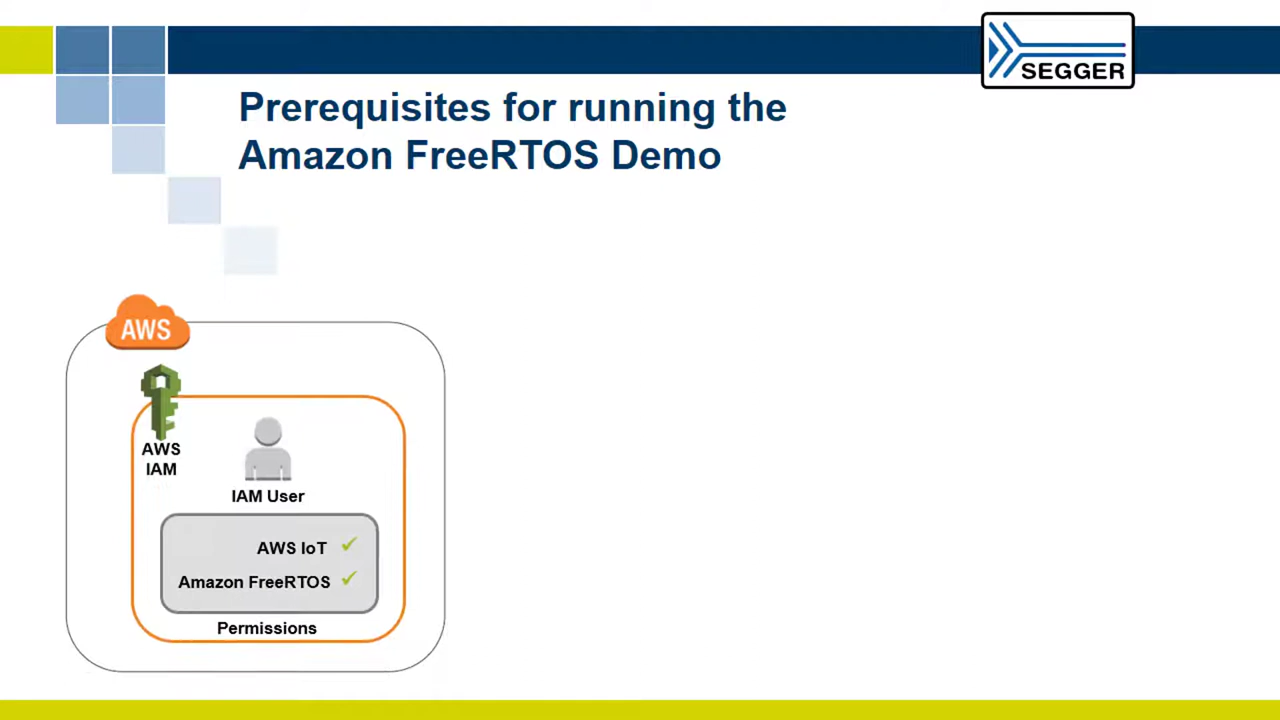 SEGGER
Prerequisites for running the
Amazon FreeRTOS Demo
AWS
AWS
IAM
IAM User
AWS IoT ✓
Amazon FreeRTOS ✓
Permissions